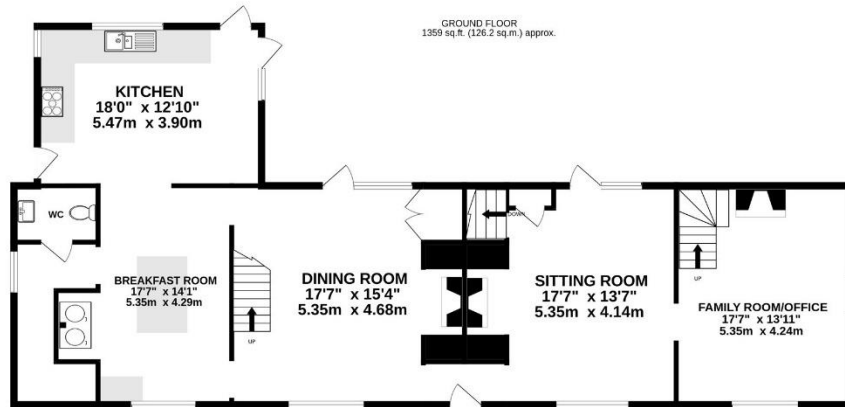 GROUND FLOOR
1359 sq.ft. (126.2 sq.m.) approx.
KITCHEN
18'0" x 12'10"
5.47m x 3.90m
WC
DOWN
BREAKFAST ROOM
17'7" x 14'1"
5.35m x 4.29m
UP
DINING ROOM
17'7" x 15'4"
5.35m x 4.68m
SITTING ROOM
17'7" x 13'7"
5.35m x 4.14m
UP
FAMILY ROOM/OFFICE
17'7" x 13'11"
5.35m x 4.24m